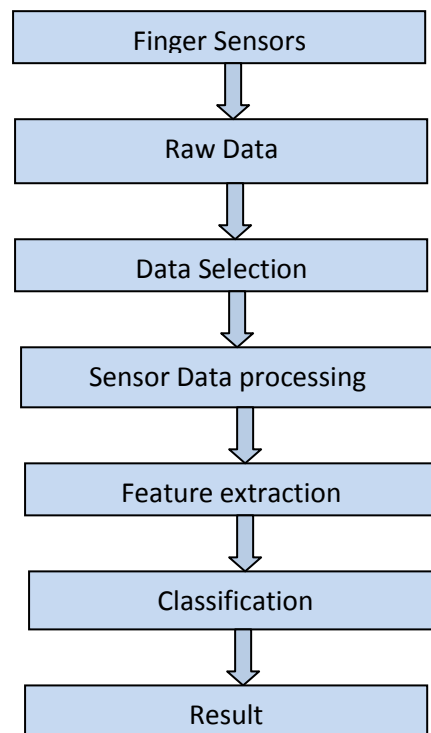 Finger Sensors
Raw Data
Data Selection
Sensor Data processing
Feature extraction
Classification
Result